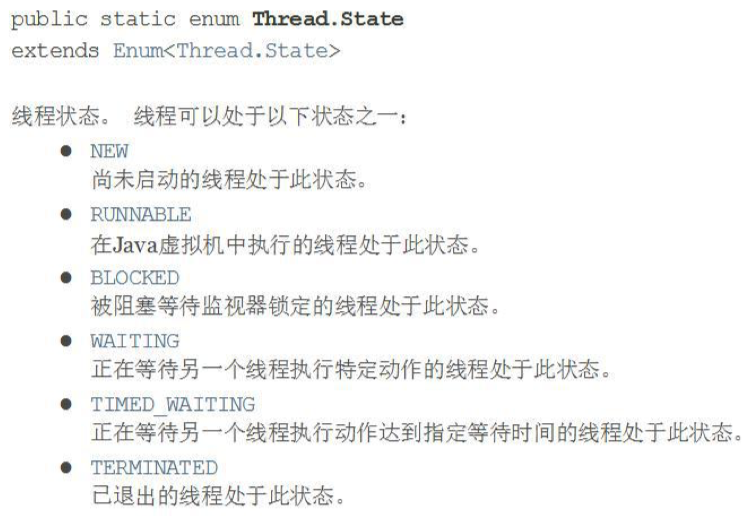 public static enum Thread.State
extends Enum<Thread.State>
线程状态。 线程可以处于以下状态之一:
● NEW
尚未启动的线程处于此状态。
● RUNNABLE
在Java虚拟机中执行的线程处于此状态。
● BLOCKED
被阻塞等待监视器锁定的线程处于此状态。
● WAITING
正在等待另一个线程执行特定动作的线程处于此状态。
● TIMED_WAITING
正在等待另一个线程执行动作达到指定等待时间的线程处于此状态。
● TERMINATED
已退出的线程处于此状态。